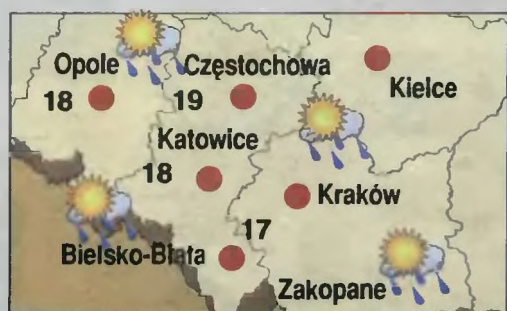 Opole
Częstochowa
Kielce
18
19
Katowice
18
Kraków
17
Bielsko-Biała
Zakopane